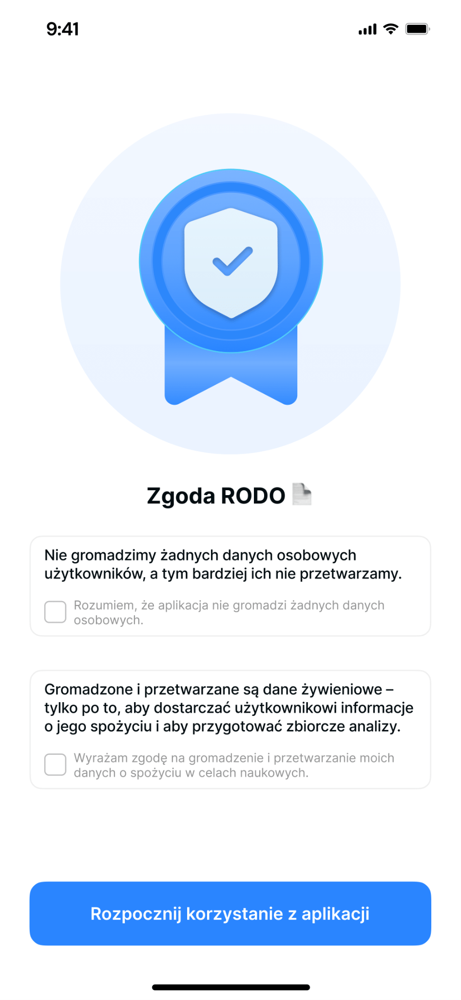 9:41
Zgoda RODO
Nie gromadzimy żadnych danych osobowych
użytkowników, a tym bardziej ich nie przetwarzamy.
Rozumiem, że aplikacja nie gromadzi żadnych danych
osobowych.
Gromadzone i przetwarzane są dane żywieniowe –
tylko po to, aby dostarczać użytkownikowi informacje
o jego spożyciu i aby przygotować zbiorcze analizy.
Wyrażam zgodę na gromadzenie i przetwarzanie moich
danych o spożyciu w celach naukowych.
Rozpocznij korzystanie z aplikacji